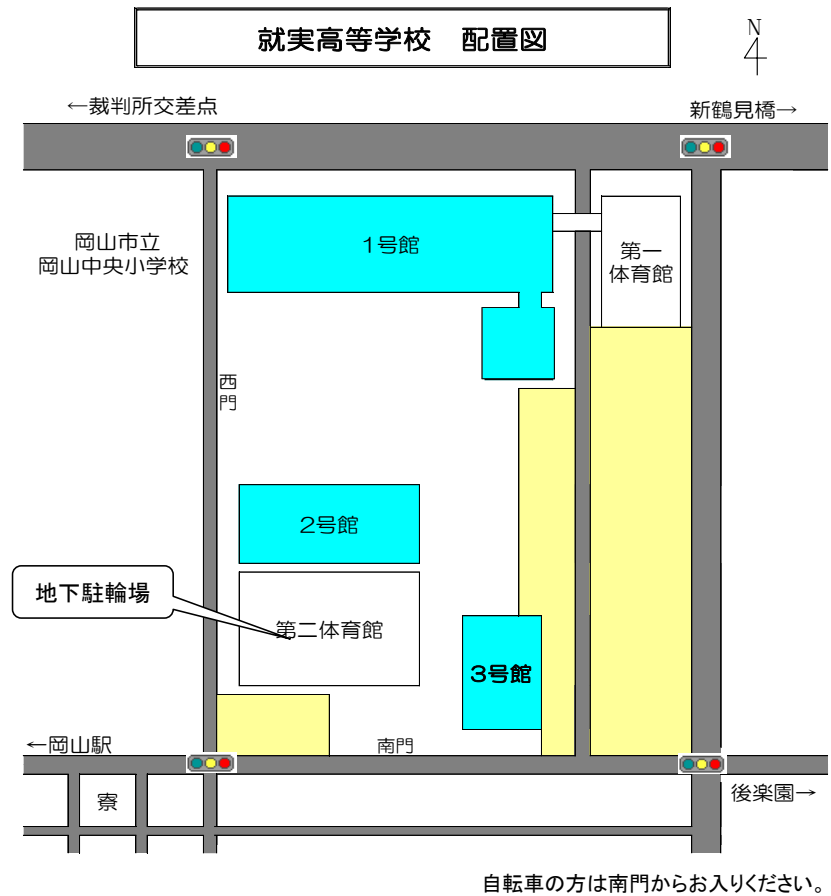 就実高等学校　配置図
N
←裁判所交差点
新鶴見橋→
岡山市立
岡山中央小学校
1号館
第一
体育館
西
門
2号館
地下駐輪場
第二体育館
3号館
←岡山駅
南門
寮
後楽園→
自転車の方は南門からお入りください。